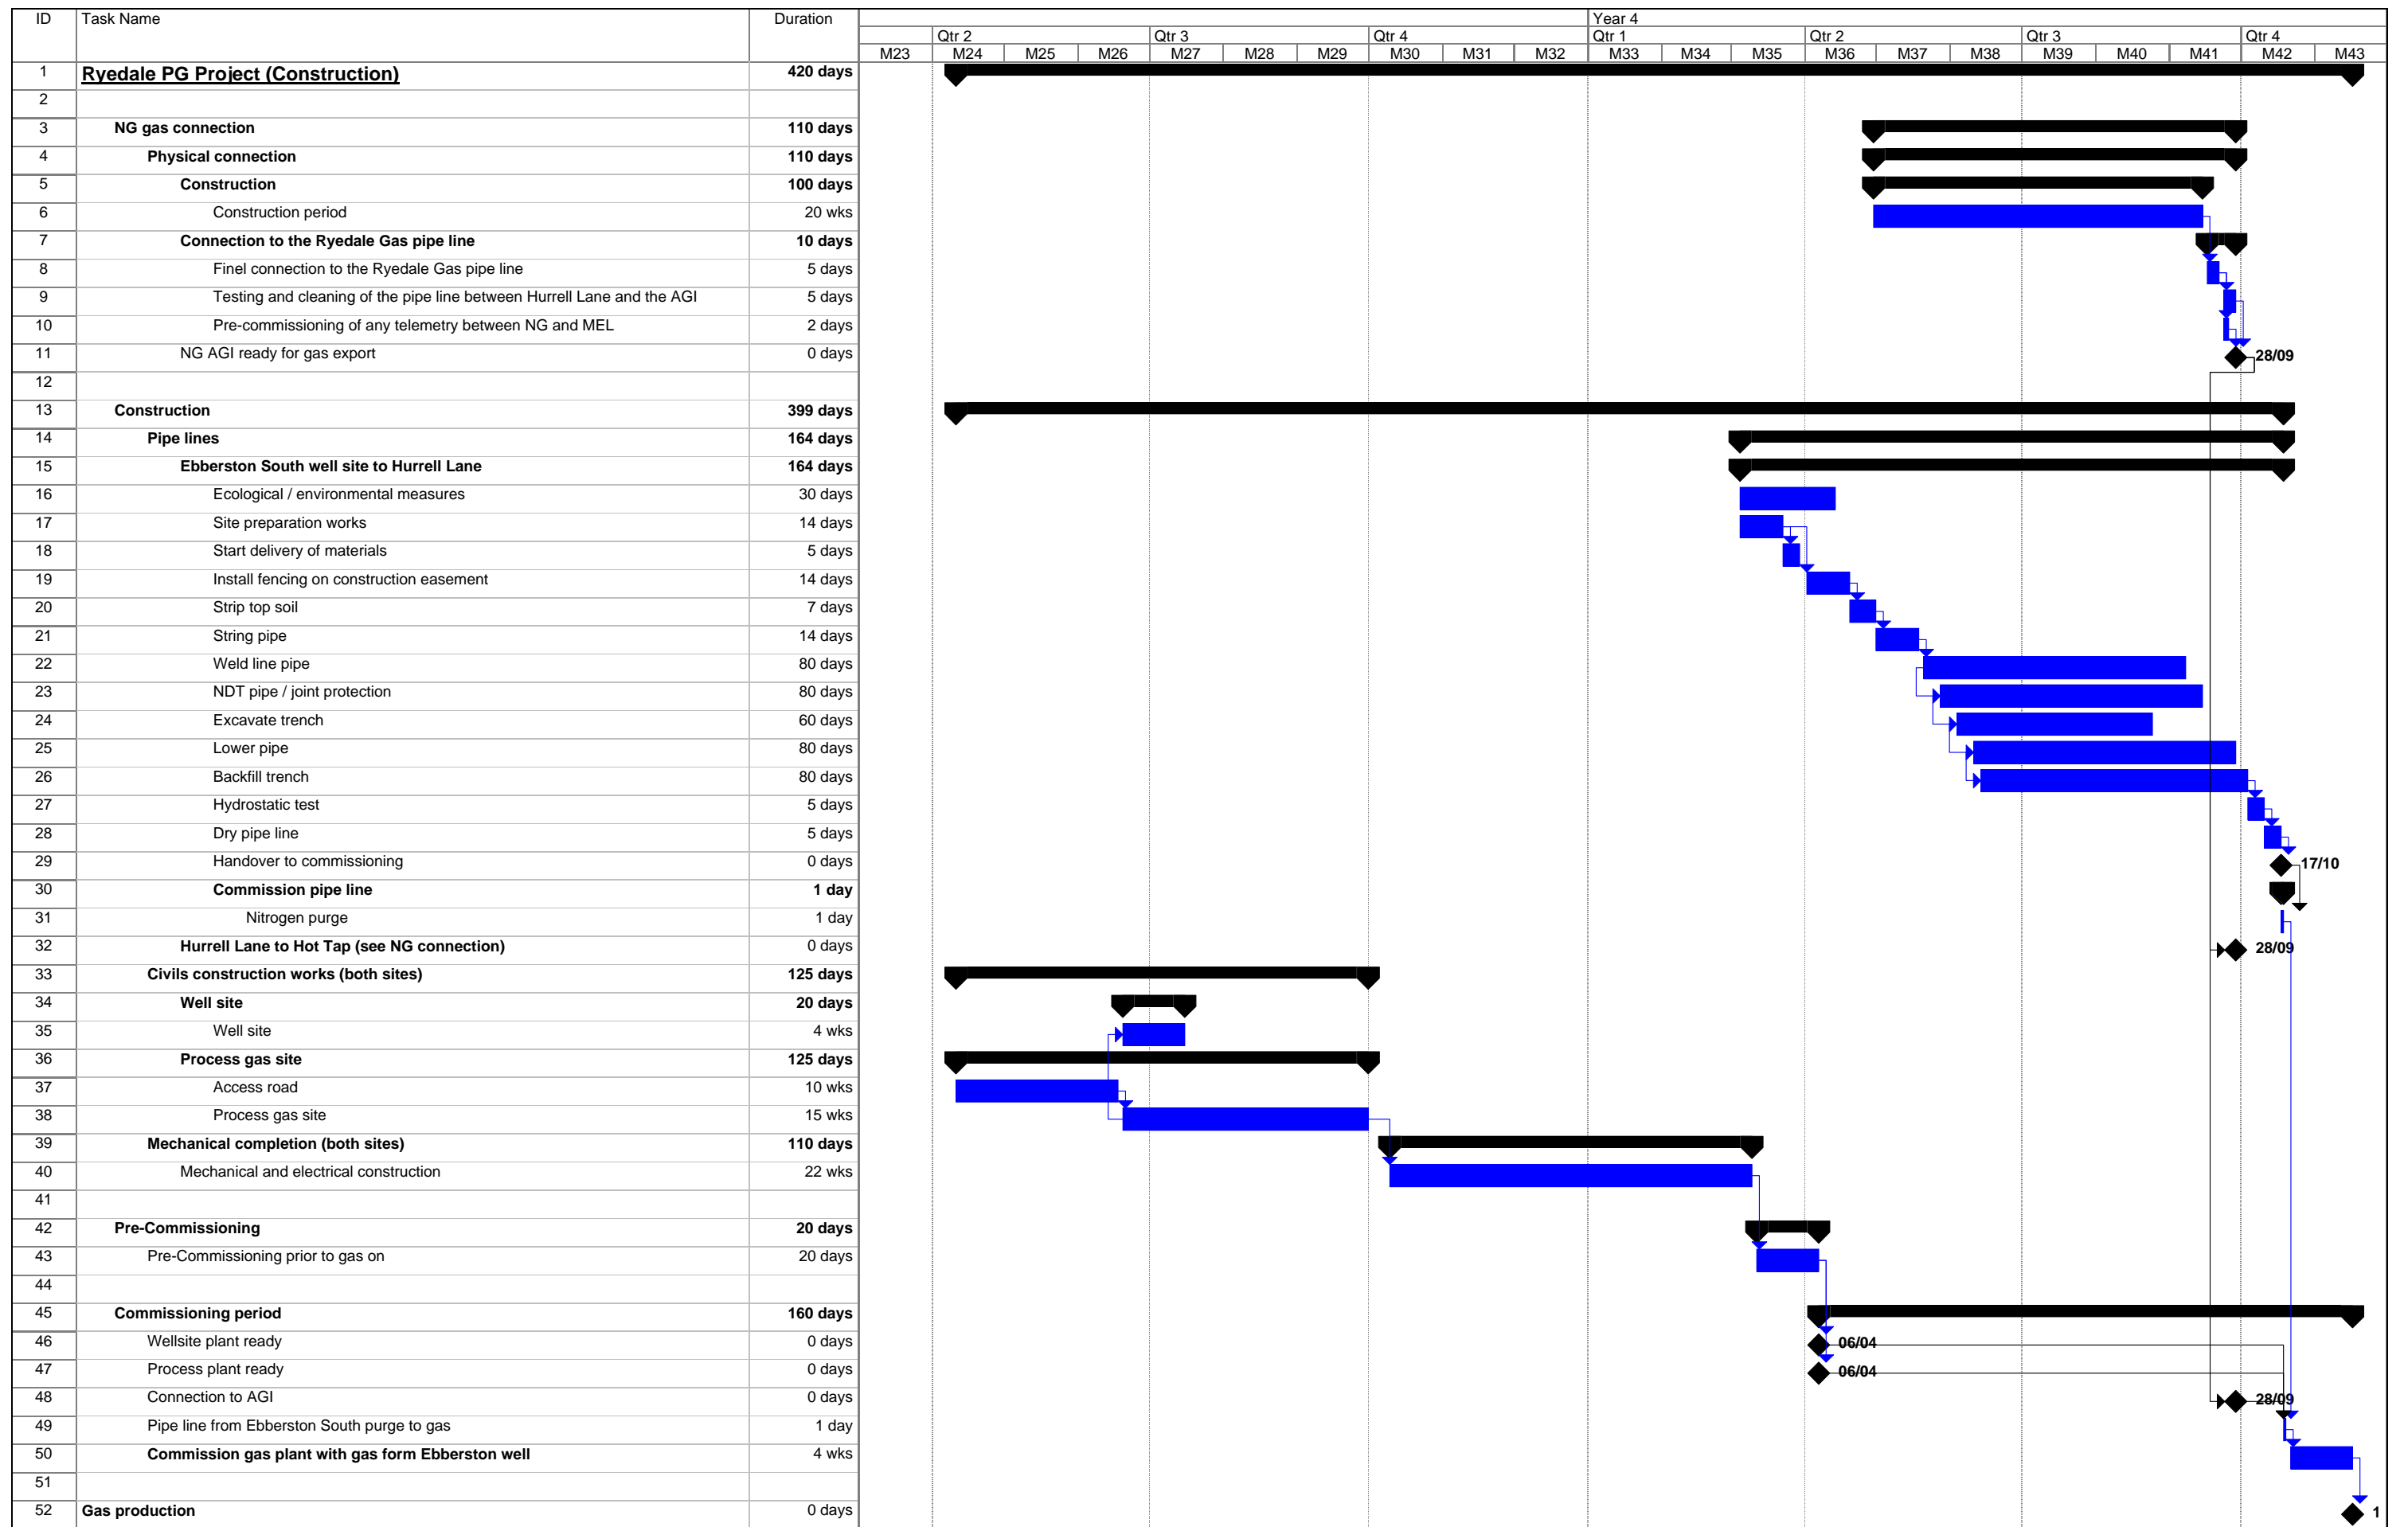 ID Task Name Duration Year 4
Qtr 2 Qtr 3 Qtr 4 Qtr 1 Qtr 2 Qtr 3 Qtr 4
M23 M24 M25 M26 M27 M28 M29 M30 M31 M32 M33 M34 M35 M36 M37 M38 M39 M40 M41 M42 M43
1 Ryedale PG Project (Construction) 420 days
2
3 NG gas connection 110 days
4 Physical connection 110 days
5 Construction 100 days
6 Construction period 20 wks
7 Connection to the Ryedale Gas pipe line 10 days
8 Finel connection to the Ryedale Gas pipe line 5 days
9 Testing and cleaning of the pipe line between Hurrell Lane and the AGI 5 days
10 Pre-commissioning of any telemetry between NG and MEL 2 days
11 NG AGI ready for gas export 0 days 28/09
12
13 Construction 399 days
14 Pipe lines 164 days
15 Ebberston South well site to Hurrell Lane 164 days
16 Ecological / environmental measures 30 days
17 Site preparation works 14 days
18 Start delivery of materials 5 days
19 Install fencing on construction easement 14 days
20 Strip top soil 7 days
21 String pipe 14 days
22 Weld line pipe 80 days
23 NDT pipe / joint protection 80 days
24 Excavate trench 60 days
25 Lower pipe 80 days
26 Backfill trench 80 days
27 Hydrostatic test 5 days
28 Dry pipe line 5 days
29 Handover to commissioning 0 days 17/10
30 Commission pipe line 1 day
31 Nitrogen purge 1 day
32 Hurrell Lane to Hot Tap (see NG connection) 0 days 28/09
33 Civils construction works (both sites) 125 days
34 Well site 20 days
35 Well site 4 wks
36 Process gas site 125 days
37 Access road 10 wks
38 Process gas site 15 wks
39 Mechanical completion (both sites) 110 days
40 Mechanical and electrical construction 22 wks
41
42 Pre-Commissioning 20 days
43 Pre-Commissioning prior to gas on 20 days
44
45 Commissioning period 160 days
46 Wellsite plant ready 0 days 06/04
47 Process plant ready 0 days 06/04
48 Connection to AGI 0 days 28/09
49 Pipe line from Ebberston South purge to gas 1 day
50 Commission gas plant with gas form Ebberston well 4 wks
51
52 Gas production 0 days 1